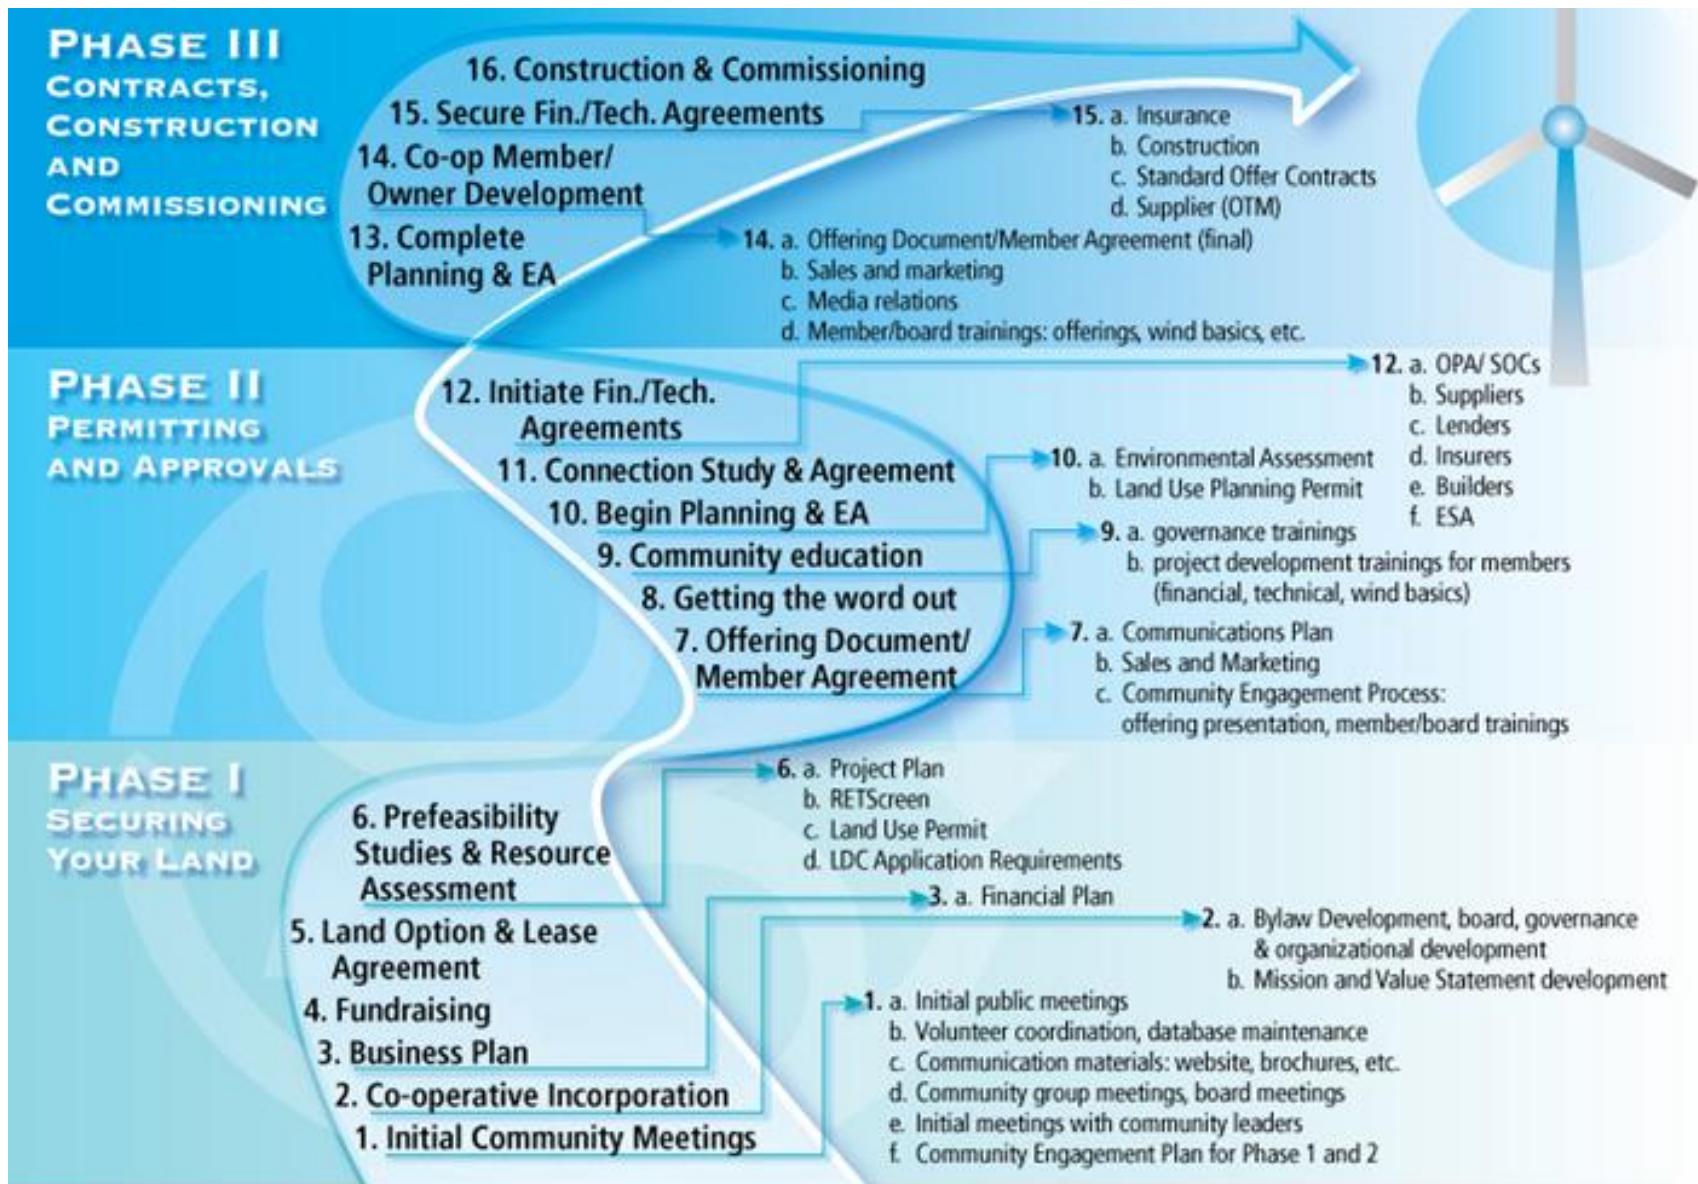 PHASE III
CONTRACTS,
CONSTRUCTION
AND
COMMISSIONING
16. Construction & Commissioning
15. Secure Fin./Tech. Agreements
14. Co-op Member/
Owner Development
13. Complete
Planning & EA
15. a. Insurance
b. Construction
c. Standard Offer Contracts
d. Supplier (OTM)
14. a. Offering Document/Member Agreement (final)
b. Sales and marketing
c. Media relations
d. Member/board trainings: offerings, wind basics, etc.
PHASE II
PERMITTING
AND APPROVALS
12. Initiate Fin./Tech.
Agreements
11. Connection Study & Agreement
10. Begin Planning & EA
9. Community education
8. Getting the word out
7. Offering Document/
Member Agreement
12. a. OPA/ SOCs
b. Suppliers
c. Lenders
d. Insurers
e. Builders
f. ESA
10. a. Environmental Assessment
b. Land Use Planning Permit
9. a. governance trainings
b. project development trainings for members
(financial, technical, wind basics)
7. a. Communications Plan
b. Sales and Marketing
c. Community Engagement Process:
offering presentation, member/board trainings
PHASE I
SECURING
YOUR LAND
6. Prefeasibility
Studies & Resource
Assessment
5. Land Option & Lease
Agreement
4. Fundraising
3. Business Plan
2. Co-operative Incorporation
1. Initial Community Meetings
6. a. Project Plan
b. RETScreen
c. Land Use Permit
d. LDC Application Requirements
3. a. Financial Plan
2. a. Bylaw Development, board, governance
& organizational development
b. Mission and Value Statement development
1. a. Initial public meetings
b. Volunteer coordination, database maintenance
c. Communication materials: website, brochures, etc.
d. Community group meetings, board meetings
e. Initial meetings with community leaders
f. Community Engagement Plan for Phase 1 and 2